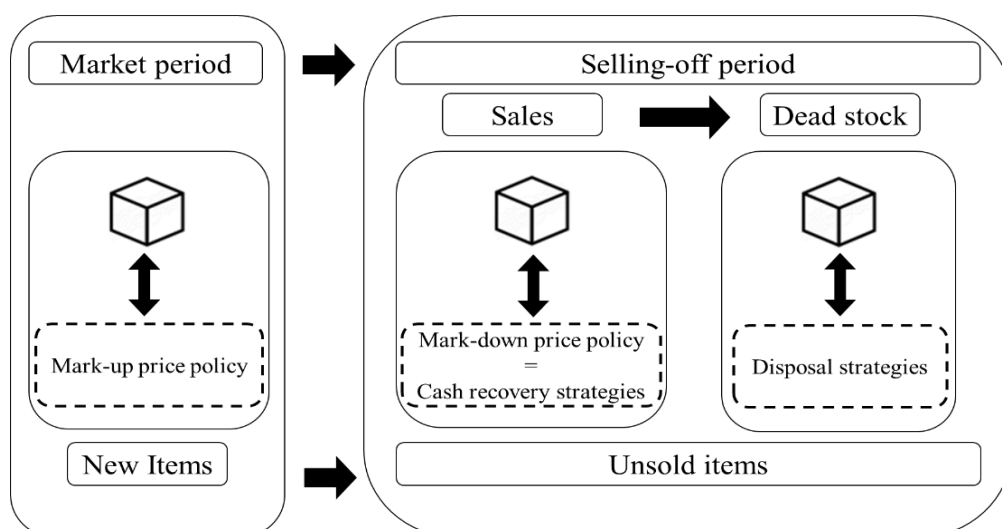 Market period
Selling-off period
Sales
Dead stock
Mark-up price policy
Mark-down price policy
=
Cash recovery strategies
Disposal strategies
New Items
Unsold items